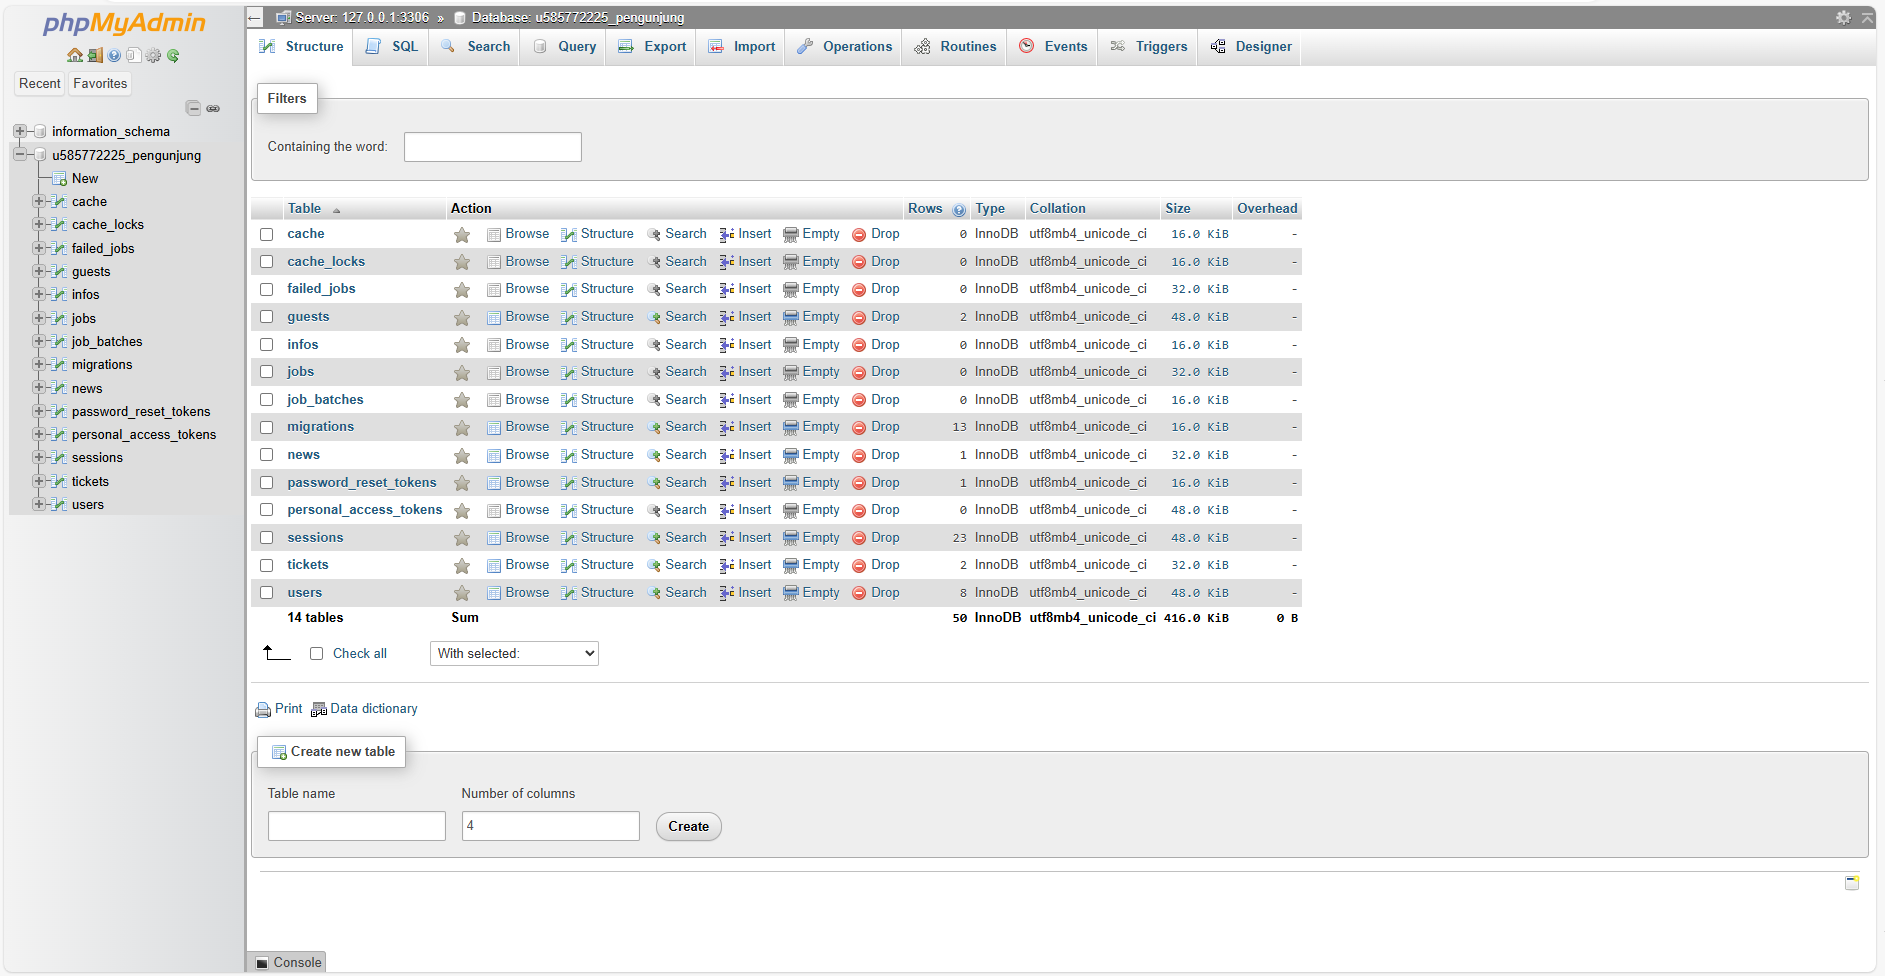 phpMyAdmin
Recent Favorites
information_schema
u585772225_pengunjung
New
cache
cache_locks
failed_jobs
guests
infos
jobs
job_batches
migrations
news
password_reset_tokens
personal_access_tokens
sessions
tickets
users
Server: 127.0.0.1:3306 » Database: u585772225_pengunjung
Structure SQL Search Query Export Import Operations Routines Events Triggers Designer
Filters
Containing the word:
Table Action Rows Type Collation Size Overhead
cache Browse Structure Search Insert Empty Drop 0 InnoDB utf8mb4_unicode_ci 16.0 KiB -
cache_locks Browse Structure Search Insert Empty Drop 0 InnoDB utf8mb4_unicode_ci 16.0 KiB -
failed_jobs Browse Structure Search Insert Empty Drop 0 InnoDB utf8mb4_unicode_ci 32.0 KiB -
guests Browse Structure Search Insert Empty Drop 2 InnoDB utf8mb4_unicode_ci 48.0 KiB -
infos Browse Structure Search Insert Empty Drop 0 InnoDB utf8mb4_unicode_ci 16.0 KiB -
jobs Browse Structure Search Insert Empty Drop 0 InnoDB utf8mb4_unicode_ci 32.0 KiB -
job_batches Browse Structure Search Insert Empty Drop 0 InnoDB utf8mb4_unicode_ci 16.0 KiB -
migrations Browse Structure Search Insert Empty Drop 13 InnoDB utf8mb4_unicode_ci 16.0 KiB -
news Browse Structure Search Insert Empty Drop 1 InnoDB utf8mb4_unicode_ci 32.0 KiB -
password_reset_tokens Browse Structure Search Insert Empty Drop 1 InnoDB utf8mb4_unicode_ci 16.0 KiB -
personal_access_tokens Browse Structure Search Insert Empty Drop 0 InnoDB utf8mb4_unicode_ci 48.0 KiB -
sessions Browse Structure Search Insert Empty Drop 23 InnoDB utf8mb4_unicode_ci 48.0 KiB -
tickets Browse Structure Search Insert Empty Drop 2 InnoDB utf8mb4_unicode_ci 32.0 KiB -
users Browse Structure Search Insert Empty Drop 8 InnoDB utf8mb4_unicode_ci 48.0 KiB -
14 tables Sum 50 InnoDB utf8mb4_unicode_ci 416.0 KiB 0 B
Check all With selected:
Print Data dictionary
Create new table
Table name Number of columns
4 Create
Console